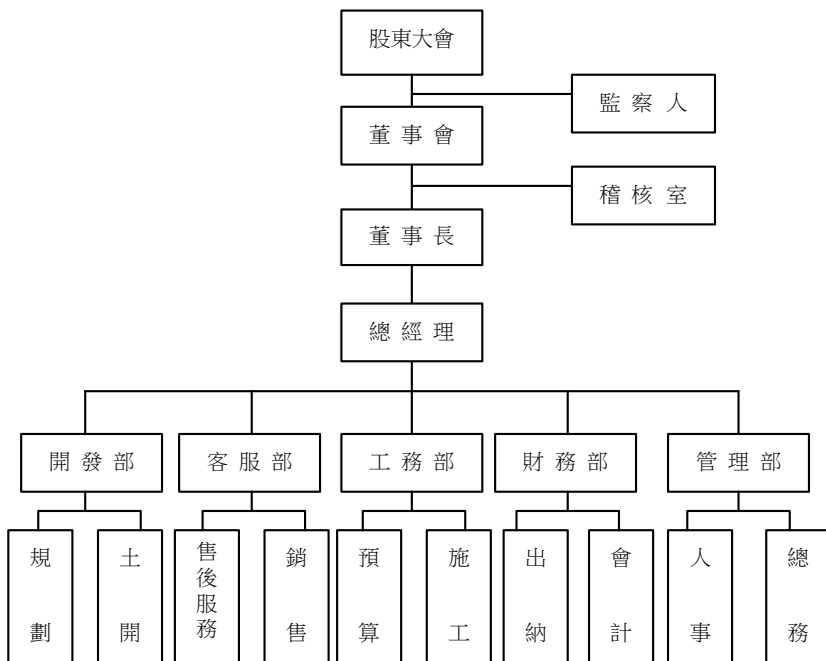 股東大會
監察人
董事會
稽核室
董事長
總經理
開發部
客服部
工務部
財務部
管理部
規劃
土開
售後服務
銷售
預算
施工
出納
會計
人事
總務